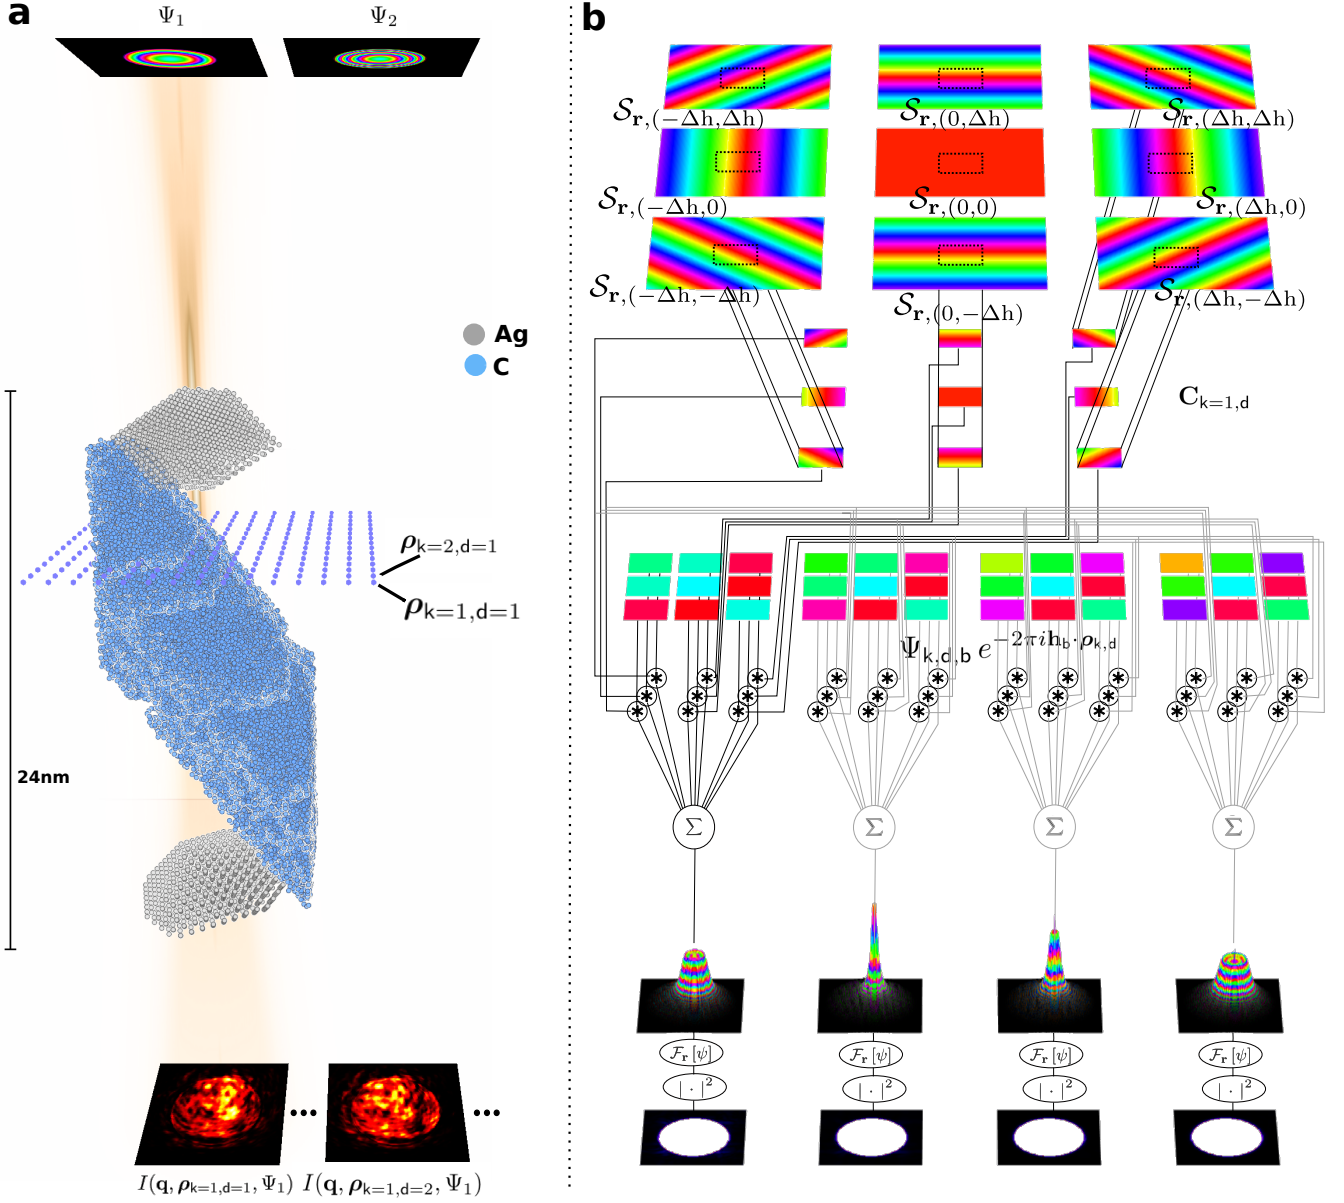 a
Ψ₁ Ψ₂
Ag
C
ρₖ₌₂,d₌₁
ρₖ₌₁,d₌₁
24nm
I(q, ρₖ₌₁,d₌₁, Ψ₁) I(q, ρₖ₌₁,d₌₂, Ψ₁)
... ...
b
𝒮r,(−Δh,Δh) 𝒮r,(0,Δh) 𝒮r,(Δh,Δh)
𝒮r,(−Δh,0) 𝒮r,(0,0) 𝒮r,(Δh,0)
𝒮r,(−Δh,−Δh) 𝒮r,(0,−Δh) 𝒮r,(Δh,−Δh)
Cₖ₌₁,d
Ψk,d,b e^−2πih_b·ρk,d
* * * * * * * * * * * *
* * * * * * * * * * * *
* * * * * * * * * * * *
Σ Σ Σ Σ
ℱr[ψ] ℱr[ψ] ℱr[ψ] ℱr[ψ]
|·|² |·|² |·|² |·|²